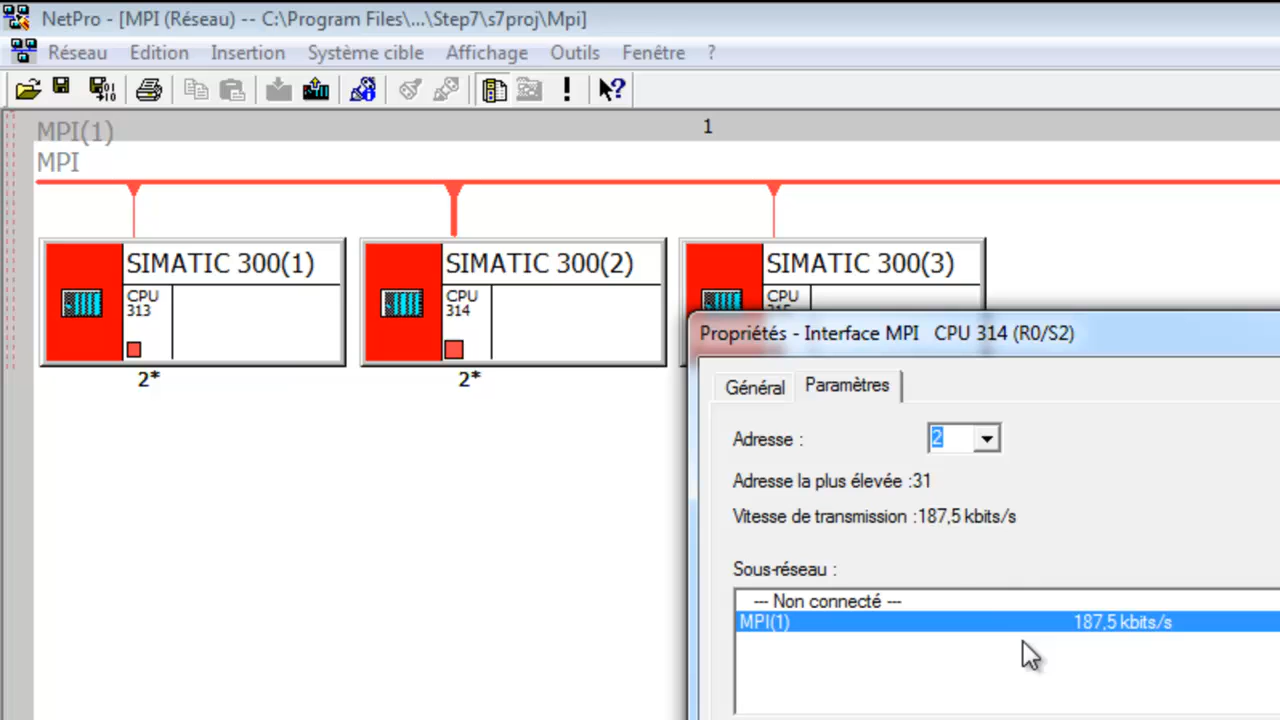 NetPro - [MPI (Réseau) -- C:\Program Files\...\Step7\s7proj\Mpi]
Réseau Edition Insertion Système cible Affichage Outils Fenêtre ?
MPI(1)
1
MPI
SIMATIC 300(1)
CPU
313
2*
SIMATIC 300(2)
CPU
314
2*
SIMATIC 300(3)
CPU
Propriétés - Interface MPI CPU 314 (R0/S2)
Général Paramètres
Adresse : 2
Adresse la plus élevée :31
Vitesse de transmission :187,5 kbits/s
Sous-réseau :
--- Non connecté ---
MPI(1) 187,5 kbits/s